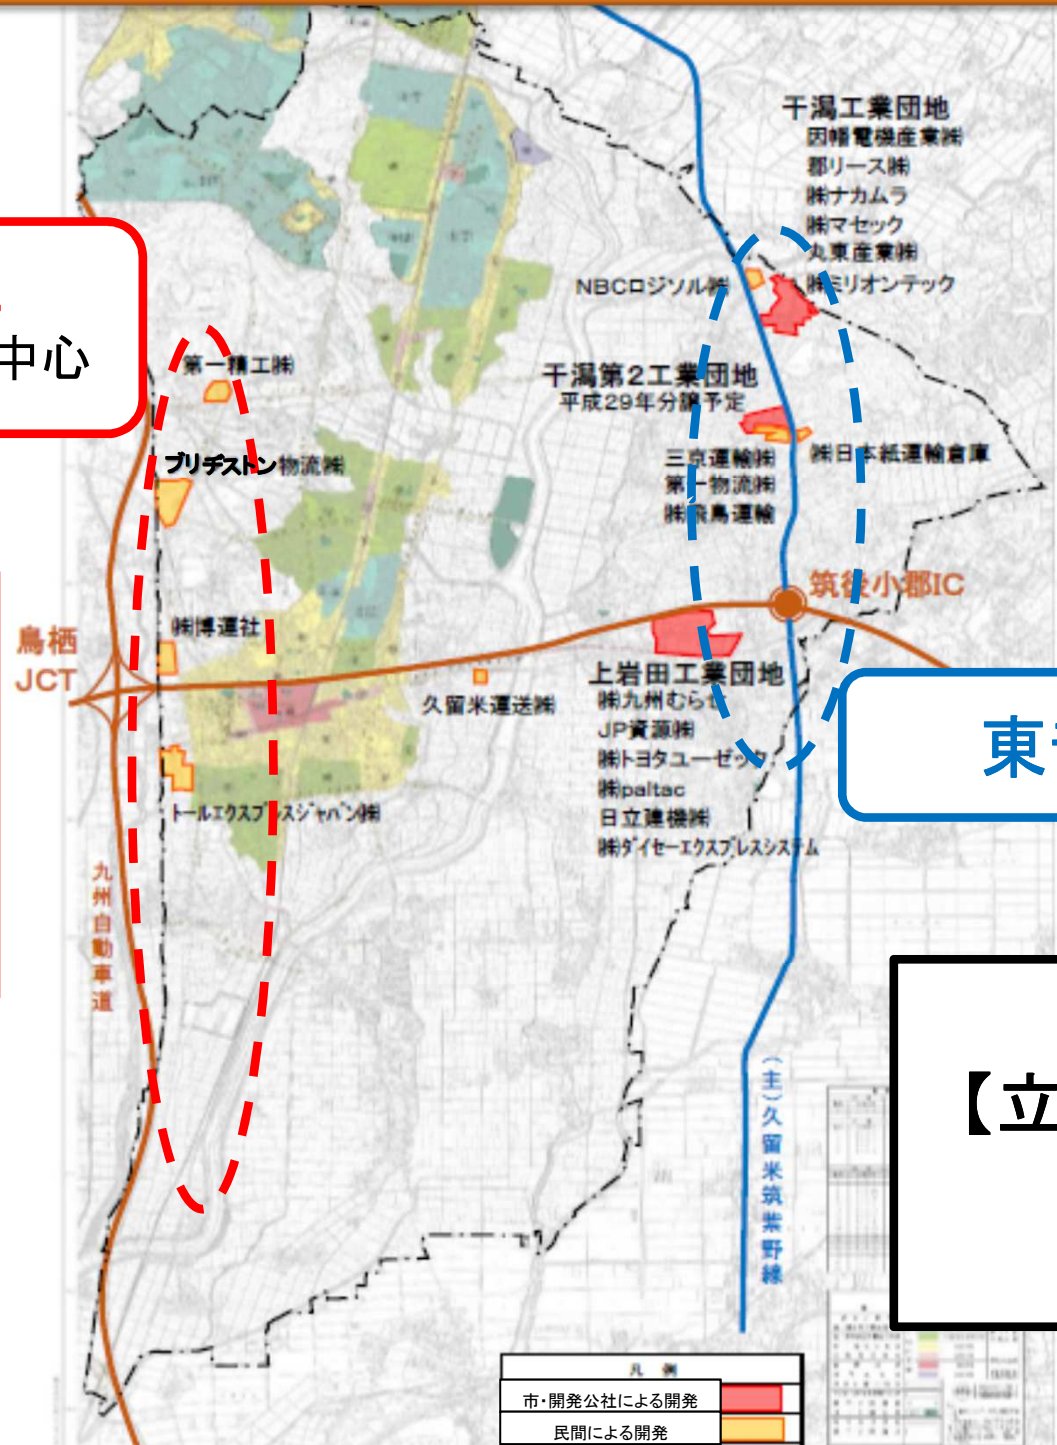 干潟工業団地
因幡電機産業㈱
郡リース㈱
㈱ナカムラ
㈱マセック
丸東産業㈱
㈱ミリオンテック
NBCロジソル㈱
中心
第一精工㈱
干潟第2工業団地
平成29年分譲予定
ブリヂストン物流㈱
三京運輸㈱
第一物流㈱
㈱飛鳥運輸
㈱日本紙運輸倉庫
筑後小郡IC
㈱博運社
鳥栖
JCT
久留米運送㈱
上岩田工業団地
㈱九州むらせ
JP資源㈱
㈱トヨタユーゼック
㈱paltac
日立建機㈱
㈱ダイセーエクスプレスシステム
東
トールエクスプレスジャパン㈱
九州自動車道
【立
(主)久留米筑紫野線
凡例
市・開発公社による開発
民間による開発